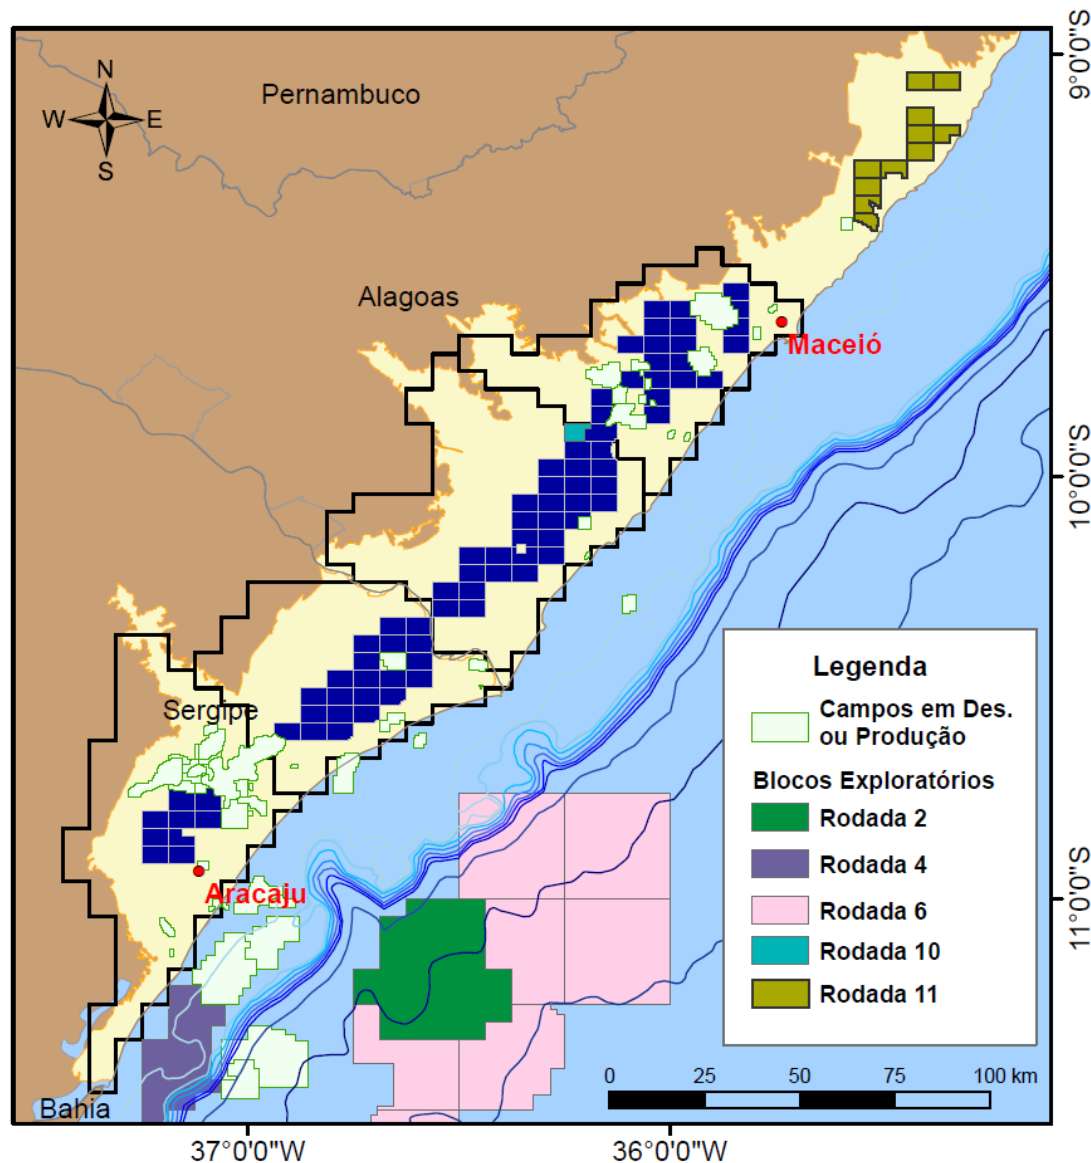 N
W
E
S
Pernambuco
Alagoas
Maceió
Sergipe
Aracaju
Bahia
9°0'0"S
10°0'0"S
11°0'0"S
37°0'0"W
36°0'0"W
Legenda
Campos em Des.
ou Produção
Blocos Exploratórios
Rodada 2
Rodada 4
Rodada 6
Rodada 10
Rodada 11
0 25 50 75 100 km